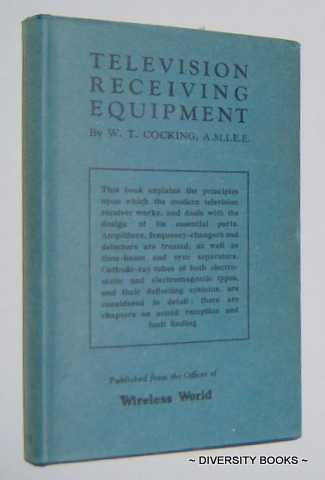 TELEVISION
RECEIVING
EQUIPMENT
By W. T. COCKING, A.M.I.E.E.
This book explains the principles
upon which the modern television
receiver works, and deals with the
design of its essential parts.
Amplifiers, frequency-changers and
detectors are treated, as well as
time-bases and sync separators.
Cathode-ray tubes of both electro-
static and electromagnetic types,
and their deflecting systems, are
considered in detail; there are
chapters on sound reception and
fault finding
Published from the Offices of
Wireless World
~ DIVERSITY BOOKS ~